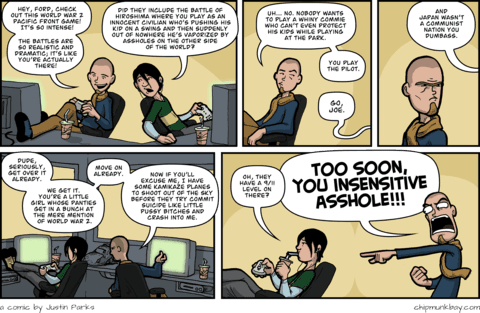 HEY, FORD, CHECK
OUT THIS WORLD WAR 2
PACIFIC FRONT GAME!
IT'S SO INTENSE!
THE BATTLES ARE
SO REALISTIC AND
DRAMATIC; IT'S LIKE
YOU'RE ACTUALLY
THERE!
DID THEY INCLUDE THE BATTLE OF
HIROSHIMA WHERE YOU PLAY AS AN
INNOCENT CIVILIAN WHO'S PUSHING HIS
KID ON A SWING AND THEN SUDDENLY
OUT OF NOWHERE HE'S VAPORIZED BY
ASSHOLES ON THE OTHER SIDE
OF THE WORLD?
UH... NO. NOBODY WANTS
TO PLAY A WHINY COMMIE
WHO CAN'T EVEN PROTECT
HIS KIDS WHILE PLAYING
AT THE PARK.
YOU PLAY
THE PILOT.
GO,
JOE.
AND
JAPAN WASN'T
A COMMUNIST
NATION YOU
DUMBASS.
DUDE,
SERIOUSLY,
GET OVER IT
ALREADY.
WE GET IT.
YOU'RE A LITTLE
GIRL WHOSE PANTIES
GET IN A BUNCH AT
THE MERE MENTION
OF WORLD WAR 2.
MOVE ON
ALREADY.
NOW IF YOU'LL
EXCUSE ME, I HAVE
SOME KAMIKAZE PLANES
TO SHOOT OUT OF THE SKY
BEFORE THEY TRY COMMIT
SUICIDE LIKE LITTLE
PUSSY BITCHES AND
CRASH INTO ME.
OH, THEY
HAVE A 9/11
LEVEL ON
THERE?
TOO SOON,
YOU INSENSITIVE
ASSHOLE!!!
a comic by Justin Parks
chipmunkboy.com